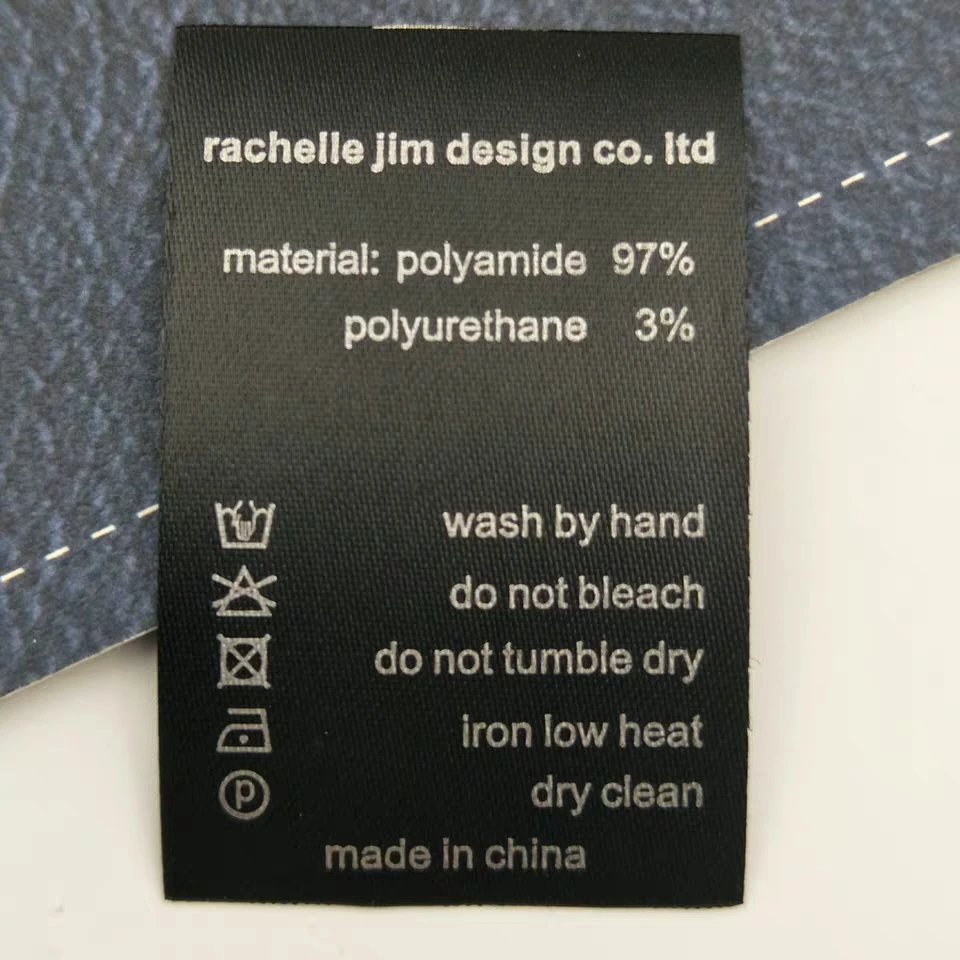 rachelle jim design co. ltd
material: polyamide 97%
polyurethane 3%
wash by hand
do not bleach
do not tumble dry
iron low heat
p dry clean
made in china